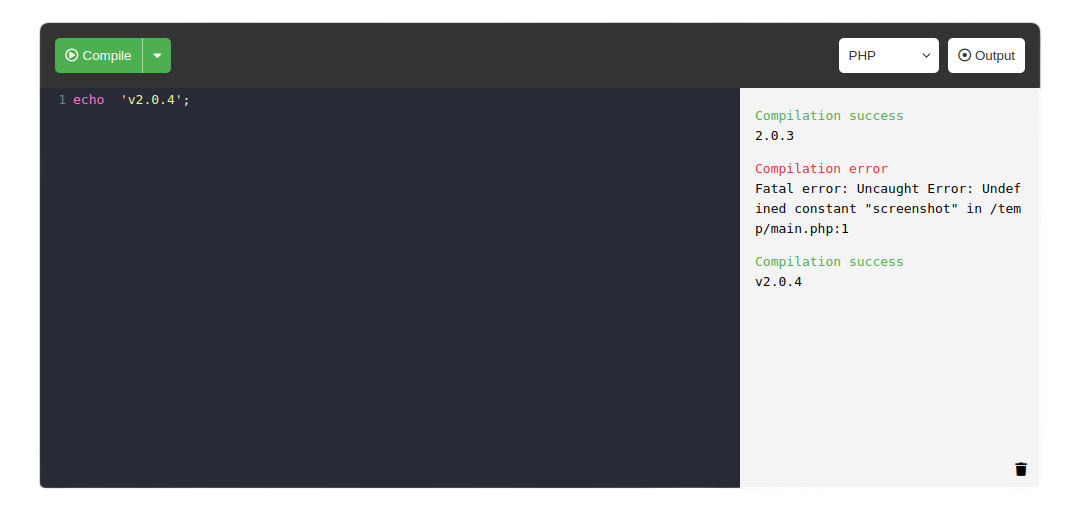 Compile
PHP
Output
1 echo  'v2.0.4';
Compilation success
2.0.3
Compilation error
Fatal error: Uncaught Error: Undef
ined constant "screenshot" in /tem
p/main.php:1
Compilation success
v2.0.4